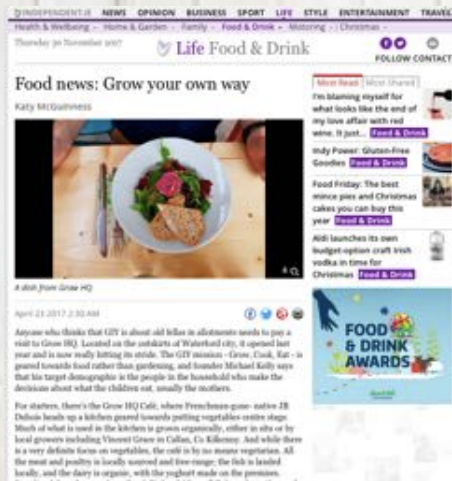 INDEPENDENT.IE NEWS OPINION BUSINESS SPORT LIFE STYLE ENTERTAINMENT TRAVEL
Health & Wellbeing Home & Garden Family Food & Drink Motoring Christmas
Thursday 30 November 2017
Life Food & Drink
FOLLOW CONTACT
Food news: Grow your own way
Katy McGuinness
A dish from Grow HQ
April 23 2017 2:30 AM
Anyone who thinks that GIY is about old fellas in allotments needs to pay a
visit to Grow HQ. Located on the outskirts of Waterford city, it opened last
year and is now really hitting its stride. The GIY mission - Grow, Cook, Eat - is
geared towards food rather than gardening, and founder Michael Kelly says
that his target demographic is the people in the household who make the
decisions about what the children eat, usually the mothers.
For starters, there's the Grow HQ Café, where Frenchman-gone- native JB
Dubois heads up a kitchen geared towards putting vegetables centre stage.
Much of what is used in the kitchen is grown organically, either in situ or by
local growers including Vincent Grace in Callan, Co Kilkenny. And while there
is a very definite focus on vegetables, the café is by no means vegetarian. All
the meat and poultry is locally sourced and free-range; the fish is landed
locally, and the dairy is organic, with the yoghurt made on the premises.
Most Read Most Shared
I'm blaming myself for
what looks like the end of
my love affair with red
wine. It just... Food & Drink
Indy Power: Gluten-Free
Goodies Food & Drink
Food Friday: The best
mince pies and Christmas
cakes you can buy this
year Food & Drink
Aldi launches its own
budget-option craft Irish
vodka in time for
Christmas Food & Drink
FOOD
& DRINK
AWARDS